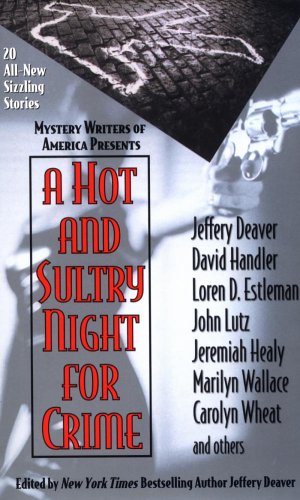 20
All-New
Sizzling
Stories
Mystery Writers of
America Presents
A Hot
and
Sultry
Night
for
Crime
Jeffery Deaver
David Handler
Loren D. Estleman
John Lutz
Jeremiah Healy
Marilyn Wallace
Carolyn Wheat
and others
Edited by New York Times Bestselling Author Jeffery Deaver